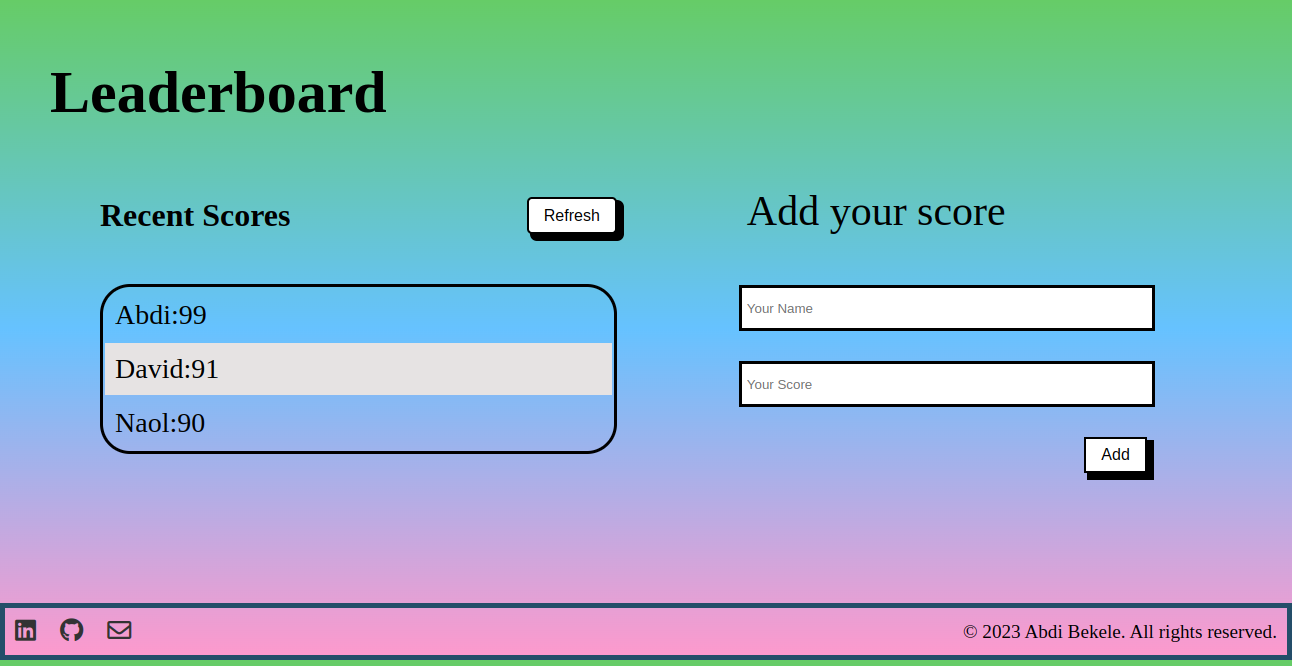 Leaderboard
Recent Scores
Refresh
Abdi:99
David:91
Naol:90
Add your score
Your Name
Your Score
Add
© 2023 Abdi Bekele. All rights reserved.